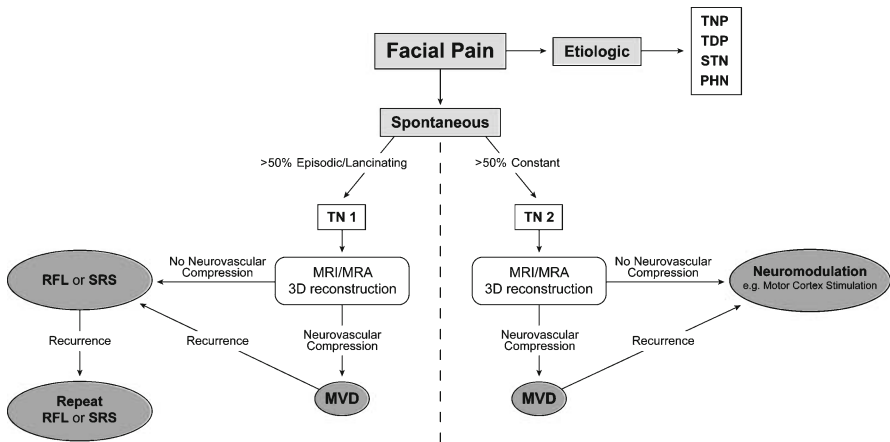 Facial Pain
Etiologic
TNP
TDP
STN
PHN
Spontaneous
>50% Episodic/Lancinating
>50% Constant
TN 1
TN 2
No Neurovascular
Compression
MRI/MRA
3D reconstruction
RFL or SRS
Neurovascular
Compression
Recurrence
Recurrence
MVD
Repeat
RFL or SRS
MRI/MRA
3D reconstruction
No Neurovascular
Compression
Neuromodulation
e.g. Motor Cortex Stimulation
Neurovascular
Compression
Recurrence
MVD